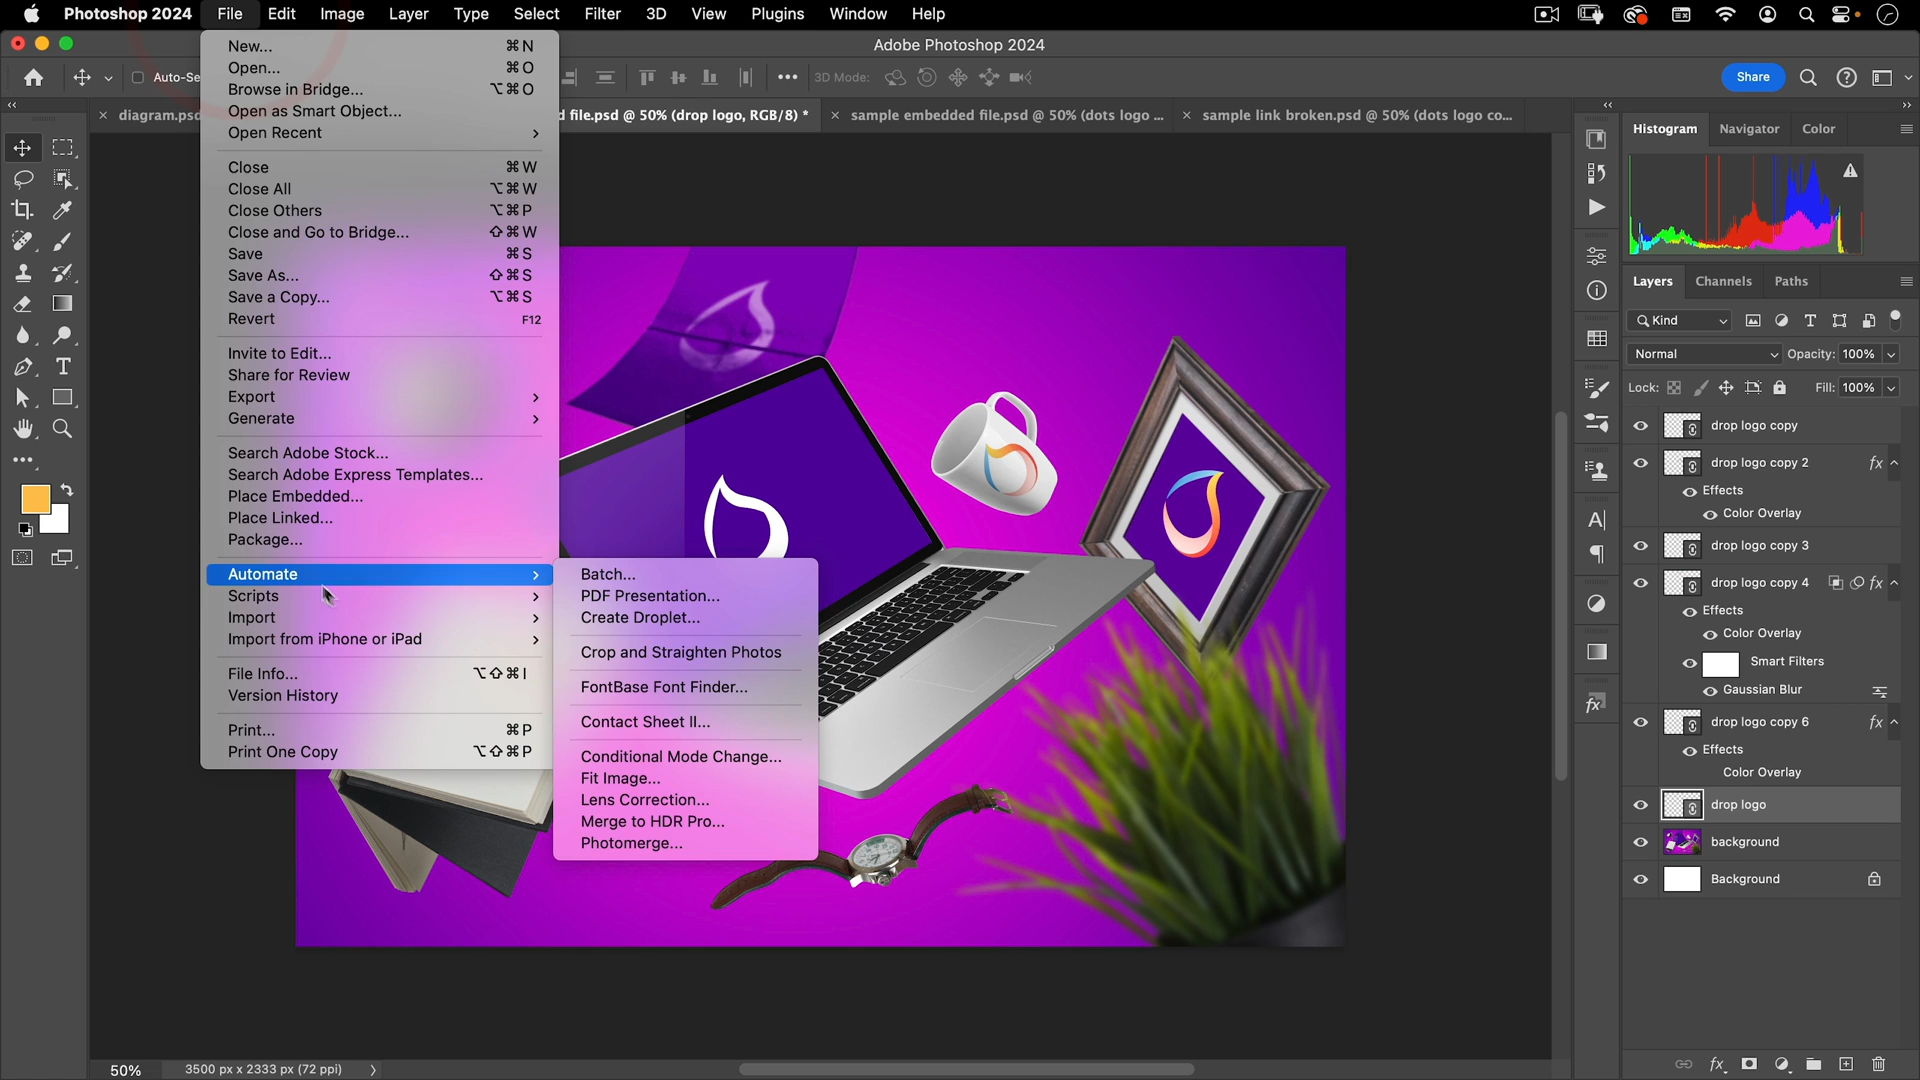 Photoshop 2024 File Edit Image Layer Type Select Filter 3D View Plugins Window Help
Adobe Photoshop 2024
Auto-Se
3D Mode:
Share
diagram.psd
d file.psd @ 50% (drop logo, RGB/8) *
sample embedded file.psd @ 50% (dots logo ...
sample link broken.psd @ 50% (dots logo co...
New... ⌘N
Open... ⌘O
Browse in Bridge... ⌥⌘O
Open as Smart Object...
Open Recent
Close ⌘W
Close All ⌥⌘W
Close Others ⌥⌘P
Close and Go to Bridge... ⇧⌘W
Save ⌘S
Save As... ⇧⌘S
Save a Copy... ⌥⌘S
Revert F12
Invite to Edit...
Share for Review
Export
Generate
Search Adobe Stock...
Search Adobe Express Templates...
Place Embedded...
Place Linked...
Package...
Automate
Scripts
Import
Import from iPhone or iPad
File Info... ⌥⇧⌘I
Version History
Print... ⌘P
Print One Copy ⌥⇧⌘P
Batch...
PDF Presentation...
Create Droplet...
Crop and Straighten Photos
FontBase Font Finder...
Contact Sheet II...
Conditional Mode Change...
Fit Image...
Lens Correction...
Merge to HDR Pro...
Photomerge...
Histogram Navigator Color
Layers Channels Paths
Kind
Normal Opacity: 100%
Lock: Fill: 100%
drop logo copy
drop logo copy 2 fx
Effects
Color Overlay
drop logo copy 3
drop logo copy 4 fx
Effects
Color Overlay
Smart Filters
Gaussian Blur
drop logo copy 6 fx
Effects
Color Overlay
drop logo
background
Background
50% 3500 px x 2333 px (72 ppi)